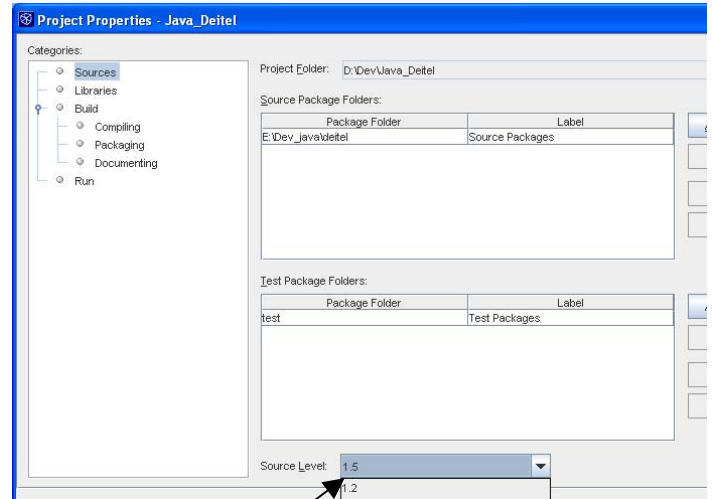 Project Properties - Java_Deitel
Categories:
Sources
Libraries
Build
Compiling
Packaging
Documenting
Run
Project Folder: D:\Dev\Java_Deitel
Source Package Folders:
Package Folder Label
E:\Dev_java\deitel Source Packages
Test Package Folders:
Package Folder Label
test Test Packages
Source Level: 1.5
1.2